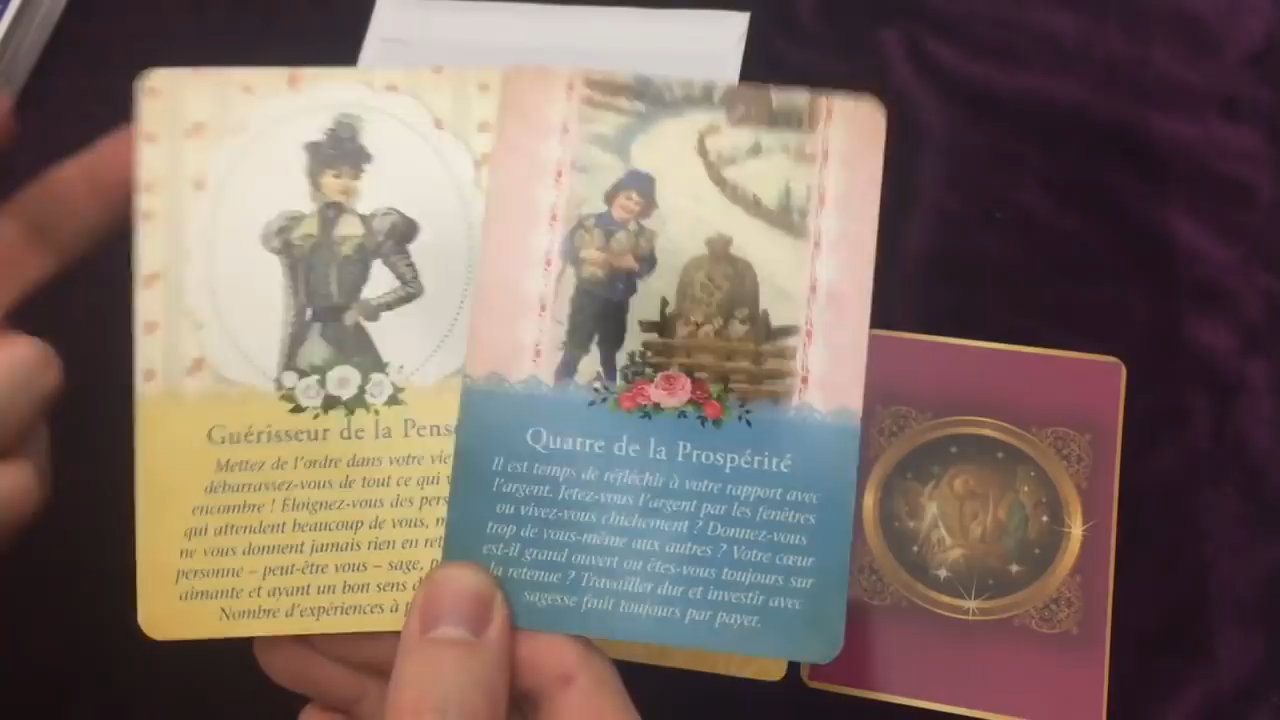 Guérisseur de la Pens
Mettez de l'ordre dans votre vie
débarrassez-vous de tout ce qui v
encombre ! Éloignez-vous des pers
qui attendent beaucoup de vous, m
ne vous donnent jamais rien en ret
personne – peut-être vous – sage, p
aimante et ayant un bon sens d
Nombre d'expériences à p
Quatre de la Prospérité
Il est temps de réfléchir à votre rapport avec
l'argent. Jetez-vous l'argent par les fenêtres
ou vivez-vous chichement ? Donnez-vous
trop de vous-même aux autres ? Votre cœur
est-il grand ouvert ou êtes-vous toujours sur
la retenue ? Travailler dur et investir avec
sagesse finit toujours par payer.